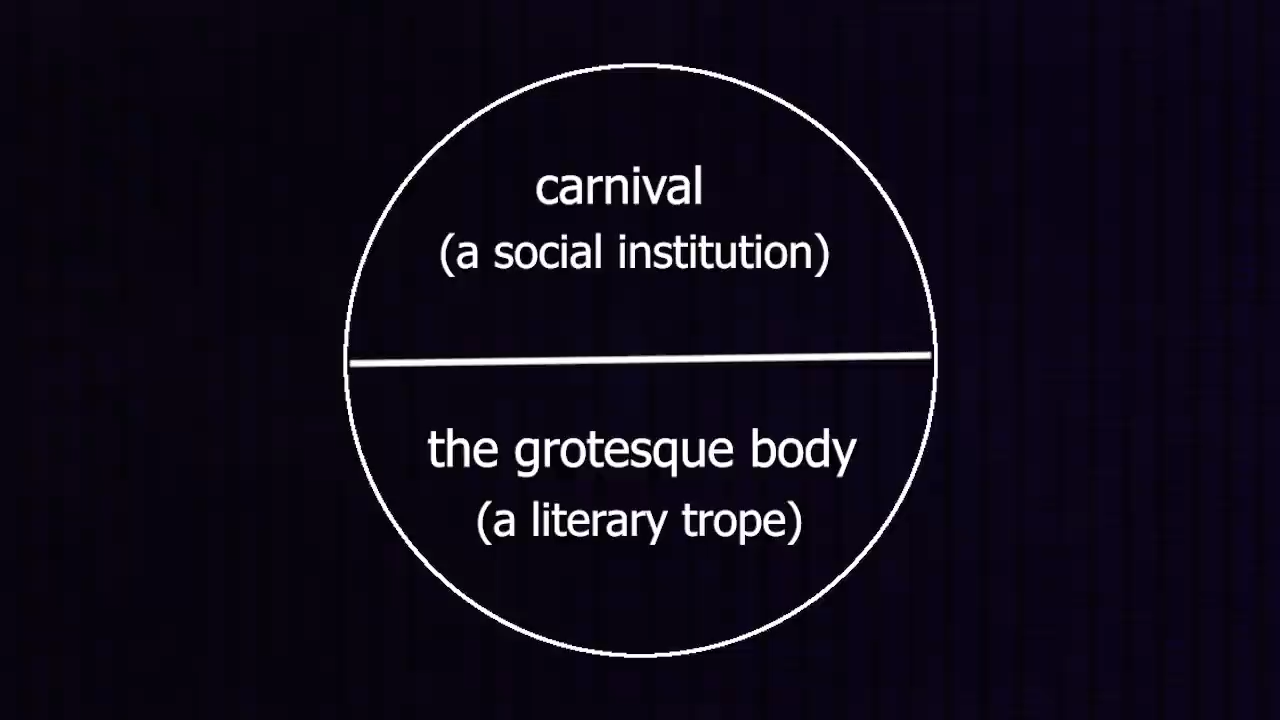 carnival
(a social institution)
the grotesque body
(a literary trope)